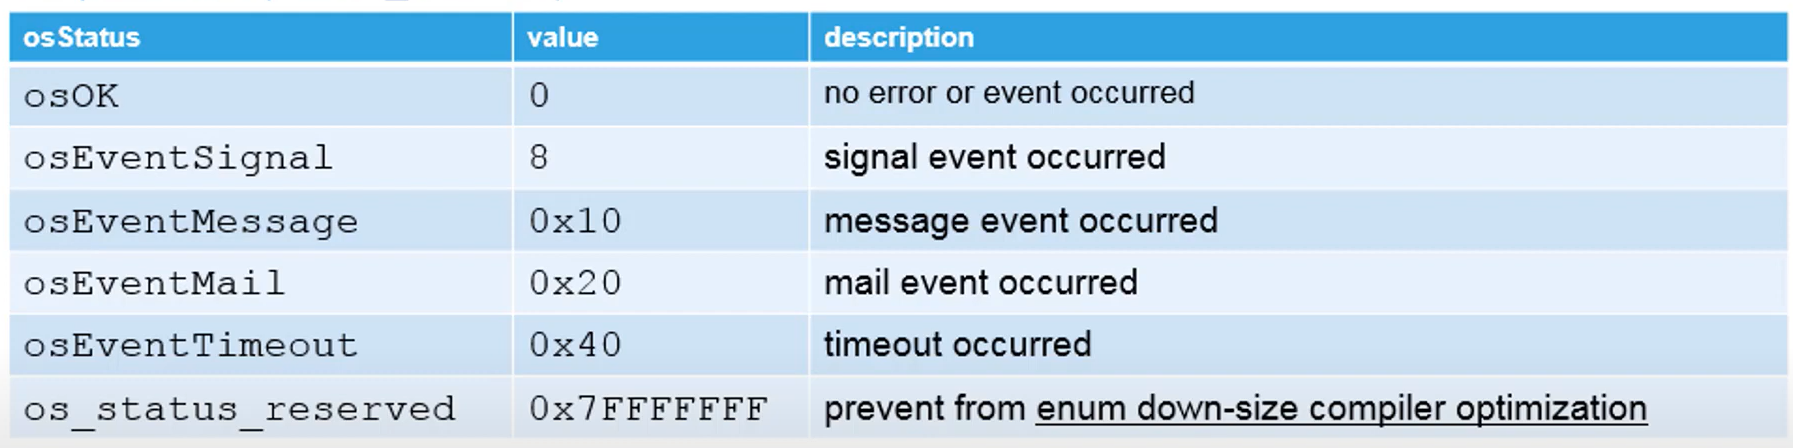 osStatus value description
osOK 0 no error or event occurred
osEventSignal 8 signal event occurred
osEventMessage 0x10 message event occurred
osEventMail 0x20 mail event occurred
osEventTimeout 0x40 timeout occurred
os_status_reserved 0x7FFFFFFF prevent from enum down-size compiler optimization